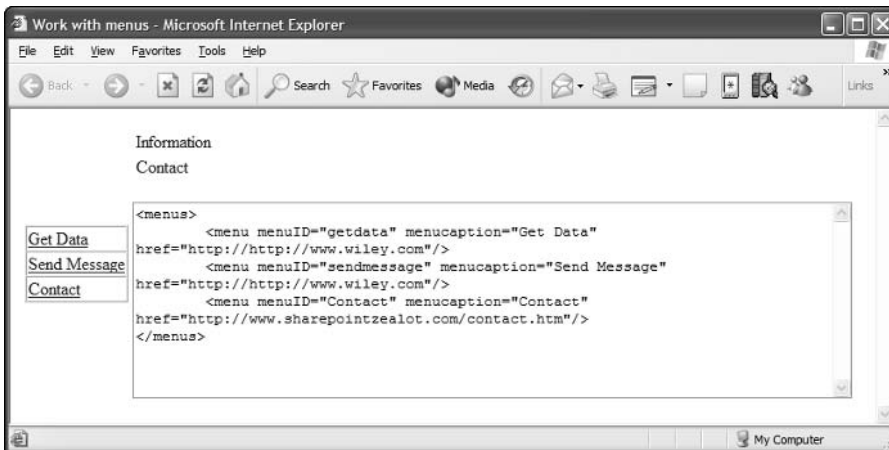 Work with menus - Microsoft Internet Explorer
File Edit View Favorites Tools Help
Back Search Favorites Media Links
Information
Contact
Get Data
Send Message
Contact
<menus>
<menu menuID="getdata" menucaption="Get Data"
href="http://http://www.wiley.com"/>
<menu menuID="sendmessage" menucaption="Send Message"
href="http://www.wiley.com"/>
<menu menuID="Contact" menucaption="Contact"
href="http://www.sharepointzealot.com/contact.htm"/>
</menus>
My Computer